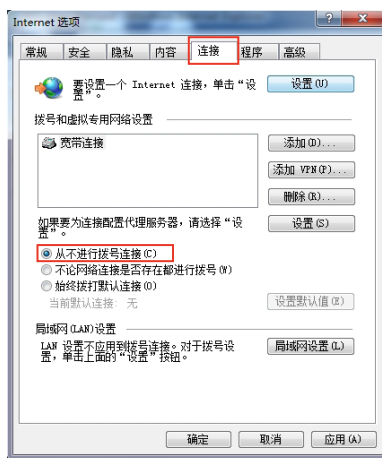 Internet 选项
常规 安全 隐私 内容 连接 程序 高级
要设置一个 Internet 连接，单击“设
置”。
设置(U)
拨号和虚拟专用网络设置
宽带连接
添加(D)...
添加 VPN(P)...
删除(R)...
如果要为连接配置代理服务器，请选择“设
置”。
设置(S)
从不进行拨号连接(C)
不论网络连接是否存在都进行拨号(W)
始终拨打默认连接(O)
当前默认连接： 无
设置默认值(E)
局域网(LAN)设置
LAN 设置不应用到拨号连接。对于拨号设
置，单击上面的“设置”按钮。
局域网设置(L)
确定 取消 应用(A)